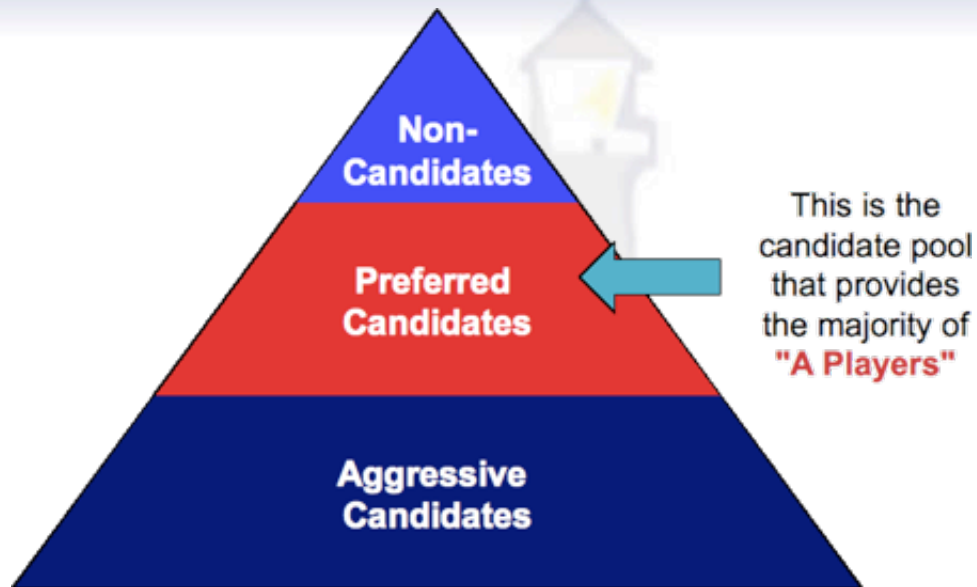 Non-
Candidates
Preferred
Candidates
This is the
candidate pool
that provides
the majority of
"A Players"
Aggressive
Candidates